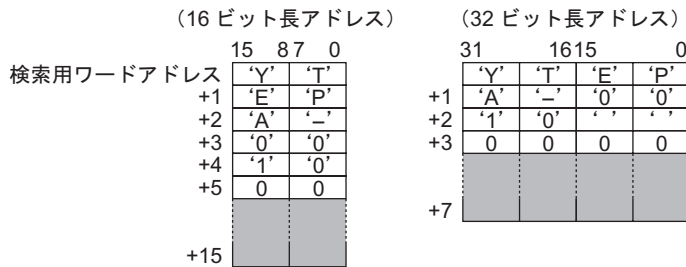 （16 ビット長アドレス） （32 ビット長アドレス）
15 8 7 0 31 16 15 0
検索用ワードアドレス ‘Y’ ‘T’ ‘Y’ ‘T’ ‘E’ ‘P’
+1 ‘E’ ‘P’ +1 ‘A’ ‘–’ ‘0’ ‘0’
+2 ‘A’ ‘–’ +2 ‘1’ ‘0’ ‘ ’ ‘ ’
+3 ‘0’ ‘0’ +3 0 0 0 0
+4 ‘1’ ‘0’
+5 0 0
+7
+15